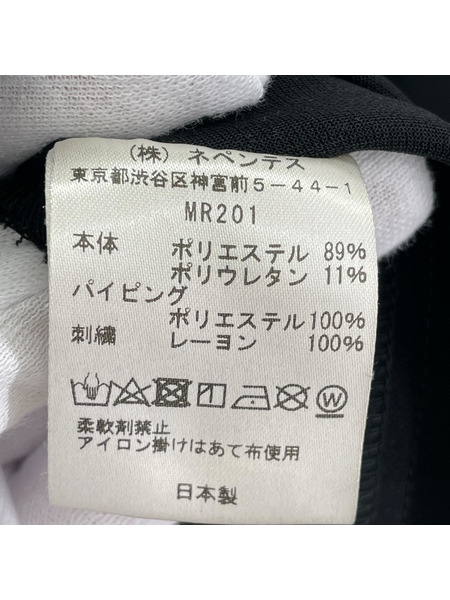 (株) ネペンテス
東京都渋谷区神宮前5-44-1
MR201
本体 ポリエステル 89%
ポリウレタン 11%
パイピング
ポリエステル 100%
刺繍 レーヨン 100%
W
柔軟剤禁止
アイロン掛けはあて布使用
日本製